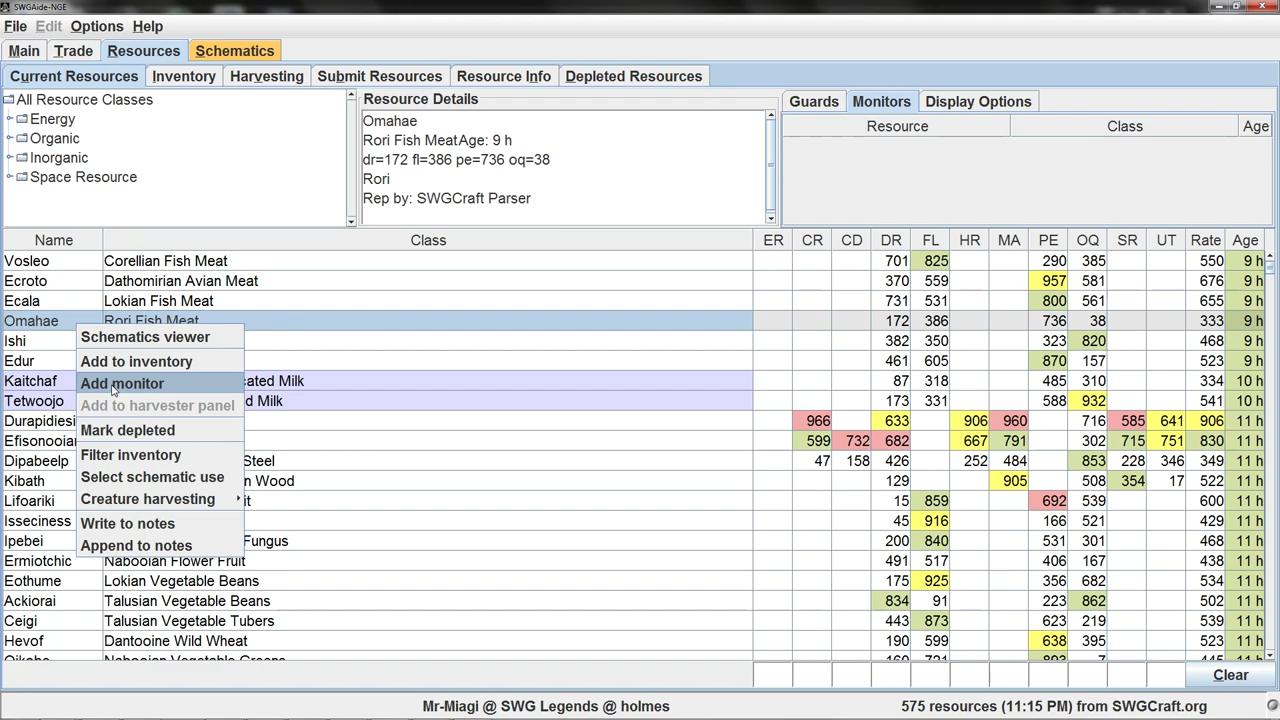 SWGAide-NGE
File Edit Options Help
Main Trade Resources Schematics
Current Resources Inventory Harvesting Submit Resources Resource Info Depleted Resources
All Resource Classes
Energy
Organic
Inorganic
Space Resource
Resource Details
Omahae
Rori Fish MeatAge: 9 h
dr=172 fl=386 pe=736 oq=38
Rori
Rep by: SWGCraft Parser
Guards Monitors Display Options
Resource Class Age
Name Class ER CR CD DR FL HR MA PE OQ SR UT Rate Age
Vosleo Corellian Fish Meat 701 825 290 385 550 9 h
Ecroto Dathomirian Avian Meat 370 559 957 581 676 9 h
Ecala Lokian Fish Meat 731 531 800 561 655 9 h
Omahae Rori Fish Meat 172 386 736 38 333 9 h
Ishi 382 350 323 820 468 9 h
Edur 461 605 870 157 523 9 h
Kaitchaf cated Milk 87 318 485 310 334 10 h
Tetwoojo d Milk 173 331 588 932 541 10 h
Durapidiesi 966 633 906 960 716 585 641 906 11 h
Efisonooiar 599 732 682 667 791 302 715 751 830 11 h
Dipabeelp Steel 47 158 426 252 484 853 228 346 349 11 h
Kibath n Wood 129 905 508 354 17 522 11 h
Lifoariki it 15 859 692 539 600 11 h
Isseciness 45 916 166 521 429 11 h
Ipebei Fungus 200 840 531 301 468 11 h
Ermiotchic Nabooian Flower Fruit 491 517 406 167 438 11 h
Eothume Lokian Vegetable Beans 175 925 356 682 534 11 h
Ackiorai Talusian Vegetable Beans 834 91 223 862 502 11 h
Ceigi Talusian Vegetable Tubers 443 873 623 219 539 11 h
Hevof Dantooine Wild Wheat 190 599 638 395 523 11 h
Nabooian Vegetable Greens
Schematics viewer
Add to inventory
Add monitor
Add to harvester panel
Mark depleted
Filter inventory
Select schematic use
Creature harvesting
Write to notes
Append to notes
Clear
Mr-Miagi @ SWG Legends @ holmes 575 resources (11:15 PM) from SWGCraft.org